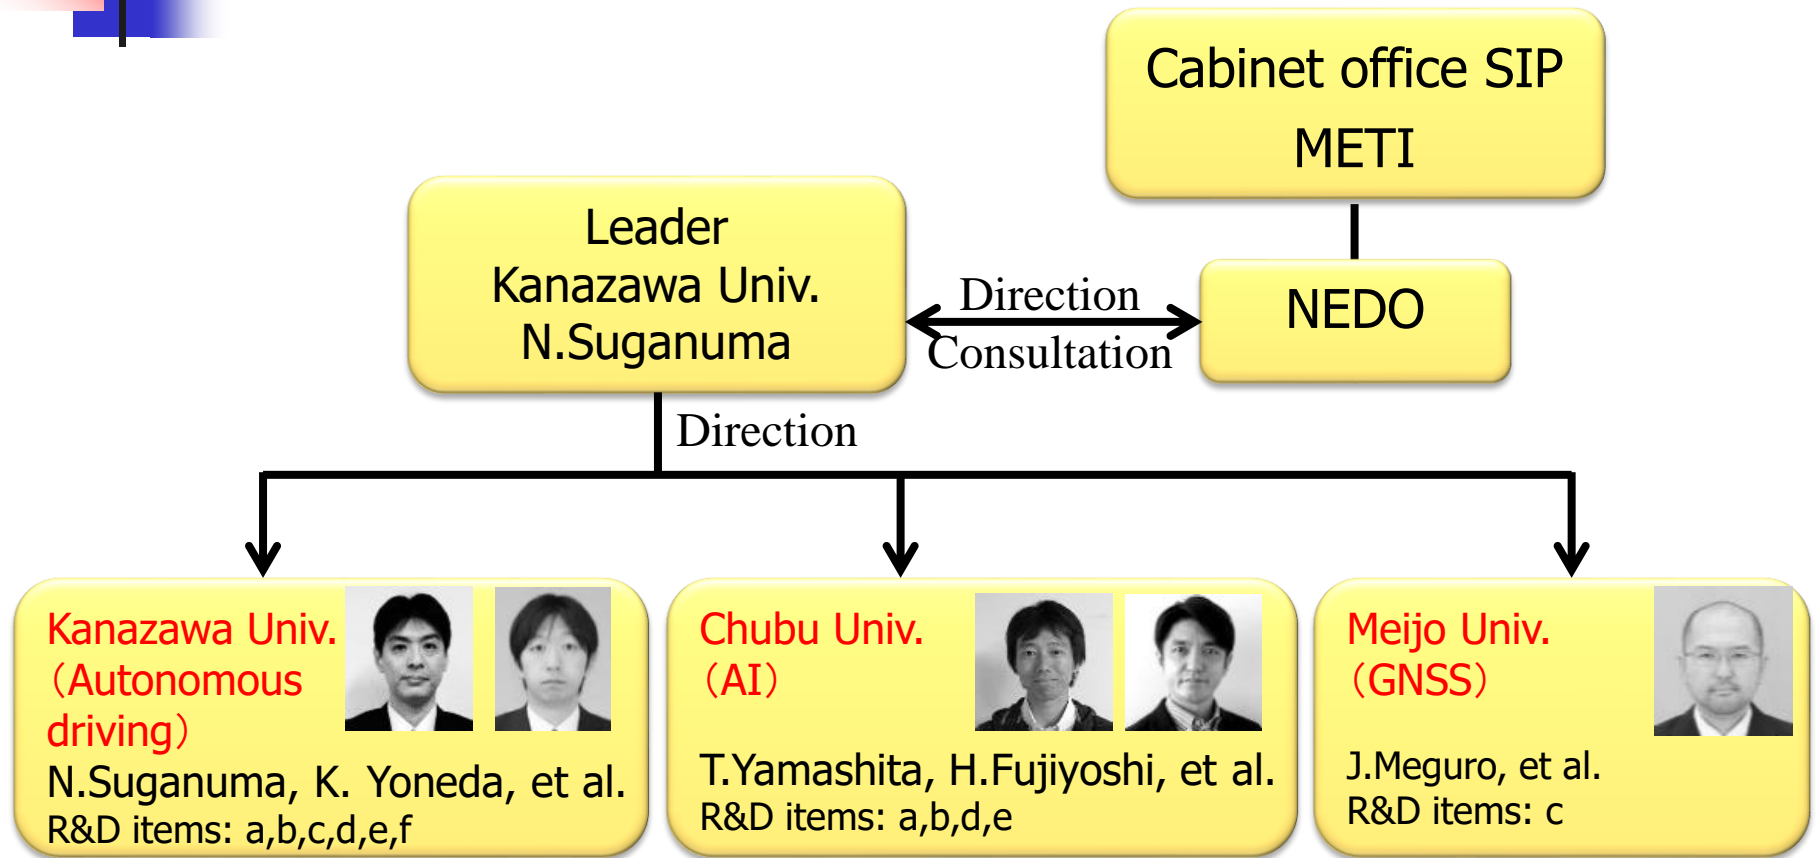 Cabinet office SIP
METI
Leader
Kanazawa Univ.
N.Suganuma
Direction
Consultation
NEDO
Direction
Kanazawa Univ.
（Autonomous
driving）
N.Suganuma, K. Yoneda, et al.
R&D items: a,b,c,d,e,f
Chubu Univ.
（AI）
T.Yamashita, H.Fujiyoshi, et al.
R&D items: a,b,d,e
Meijo Univ.
（GNSS）
J.Meguro, et al.
R&D items: c